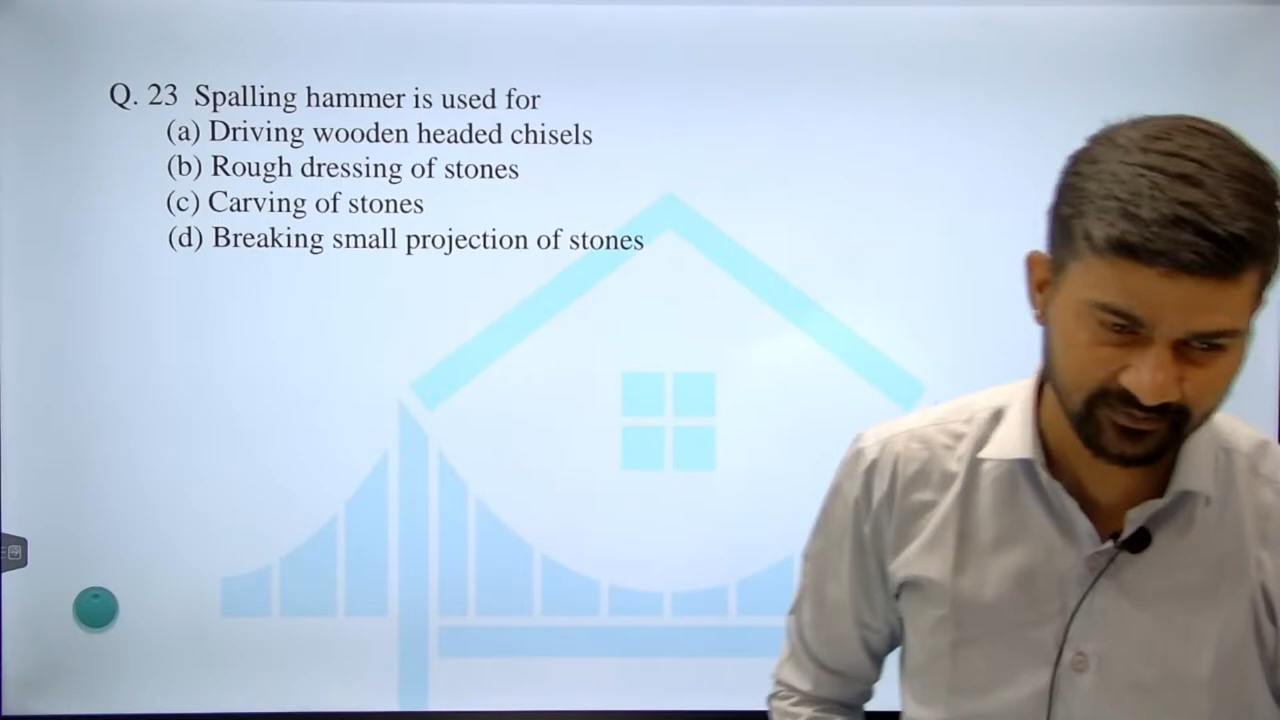 Q. 23 Spalling hammer is used for
(a) Driving wooden headed chisels
(b) Rough dressing of stones
(c) Carving of stones
(d) Breaking small projection of stones